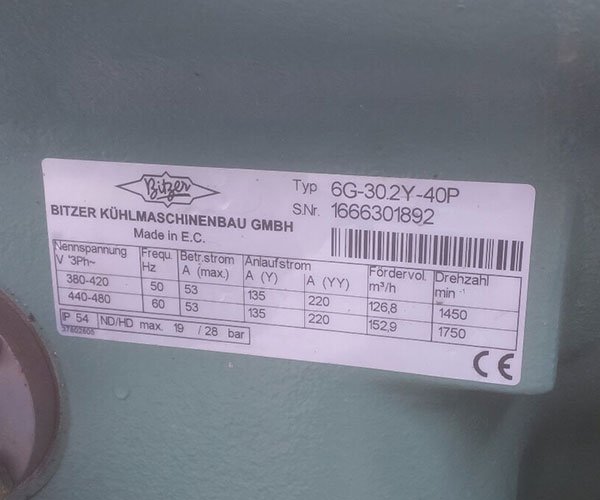 Bitzer
Typ 6G-30.2Y-40P
BITZER KÜHLMASCHINENBAU GMBH
S.Nr. 1666301892
Made in E.C.
Nennspannung Frequ. Betr.strom Anlaufstrom Fördervol. Drehzahl
V ~3Ph~ Hz A (max.) A (Y) A (YY) m³/h min⁻¹
380-420 50 53 135 220 126,8 1450
440-480 60 53 135 220 152,9 1750
IP 54 ND/HD max. 19 / 28 bar
37802605
CE